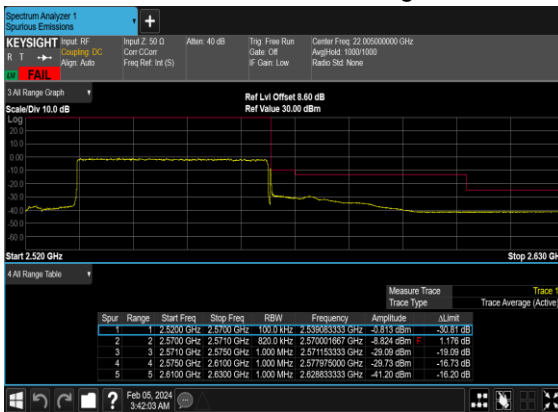 Spectrum Analyzer 1
Spurious Emissions
KEYSIGHT
R T
LV FAIL
Input: RF
Coupling: DC
Align: Auto
Input Z: 50 Ω
Corr CCorr
Freq Ref: Int (S)
Atten: 40 dB
Trig: Free Run
Gate: Off
IF Gain: Low
Center Freq: 22.005000000 GHz
Avg|Hold: 1000/1000
Radio Std: None
3 All Range Graph
Scale/Div 10.0 dB
Ref Lvl Offset 8.60 dB
Ref Value 30.00 dBm
Log
20.0
10.0
0.00
-10.0
-20.0
-30.0
-40.0
-50.0
-60.0
Start 2.520 GHz
Stop 2.630 GH
4 All Range Table
Measure Trace Trace 1
Trace Type Trace Average (Active)
Spur Range Start Freq Stop Freq RBW Frequency Amplitude ΔLimit
1 1 2.5200 GHz 2.5700 GHz 100.0 kHz 2.539083333 GHz -0.813 dBm -30.81 dB
2 2 2.5700 GHz 2.5710 GHz 820.0 kHz 2.570001667 GHz -8.824 dBm F 1.176 dB
3 3 2.5710 GHz 2.5750 GHz 1.000 MHz 2.571153333 GHz -29.09 dBm -19.09 dB
4 4 2.5750 GHz 2.6100 GHz 1.000 MHz 2.577975000 GHz -29.73 dBm -16.73 dB
5 5 2.6100 GHz 2.6300 GHz 1.000 MHz 2.628833333 GHz -41.20 dBm -16.20 dB
? Feb 05, 2024
3:42:03 AM